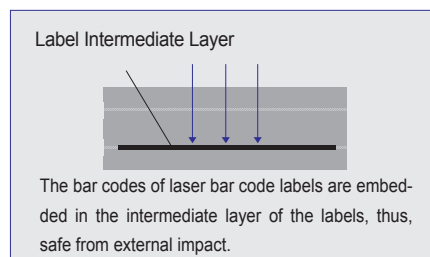 Label Intermediate Layer
The bar codes of laser bar code labels are embed-
ded in the intermediate layer of the labels, thus,
safe from external impact.